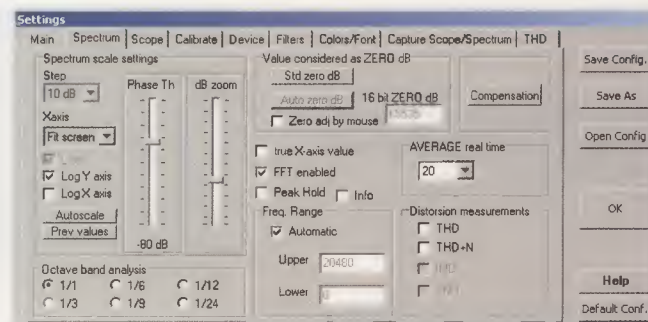 Settings
Main Spectrum Scope Calibrate Device Filters Colors/Font Capture Scope/Spectrum THD
Spectrum scale settings
Step
10 dB
Phase Th
dB zoom
Xaxis
Fit screen
Log Y axis
Log X axis
Autoscale
Prev values
-80 dB
Octave band analysis
1/1 1/6 1/12
1/3 1/9 1/24
Value considered as ZERO dB
Std zero dB
Auto zero dB
16 bit ZERO dB
Zero adj by mouse
Compensation
true X-axis value
FFT enabled
Peak Hold
Info
AVERAGE real time
20
Freq. Range
Automatic
Upper 20480
Lower 0
Distorsion measurements
THD
THD+N
Save Config.
Save As
Open Config
OK
Help
Default Conf.